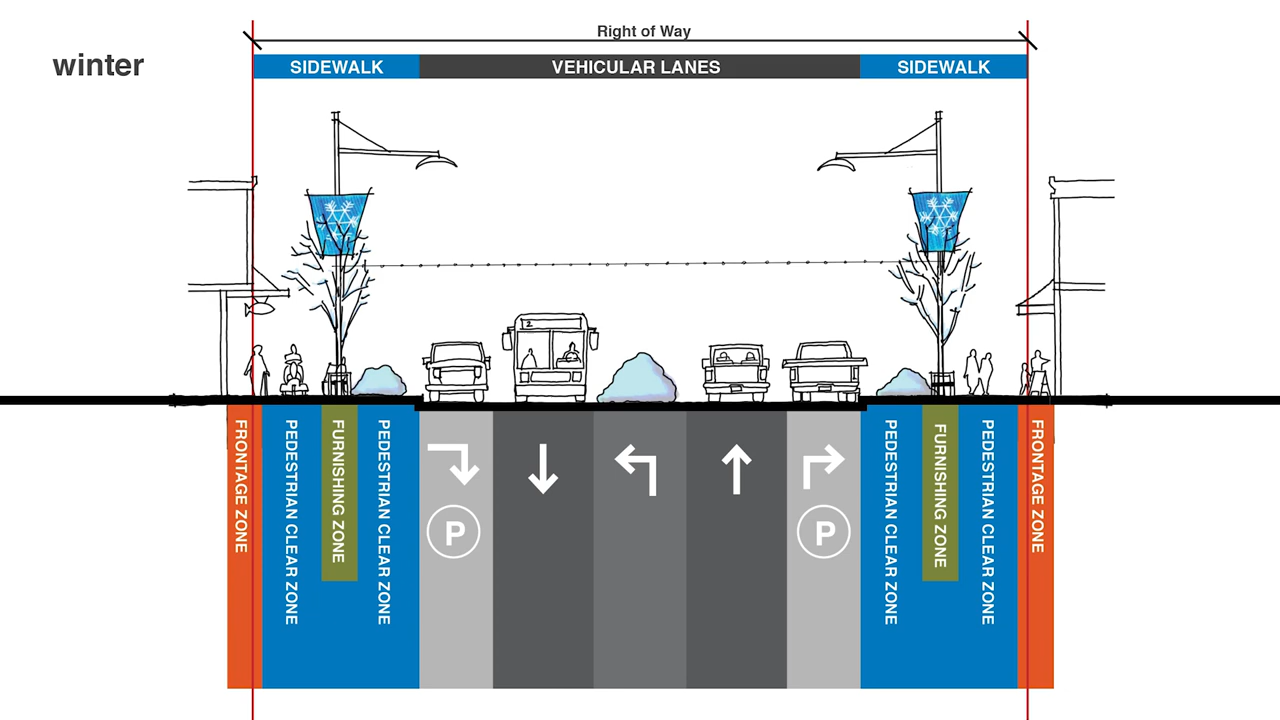 Right of Way
winter
SIDEWALK
VEHICULAR LANES
SIDEWALK
2
FRONTAGE ZONE
PEDESTRIAN CLEAR ZONE
FURNISHING ZONE
PEDESTRIAN CLEAR ZONE
P
P
PEDESTRIAN CLEAR ZONE
FURNISHING ZONE
PEDESTRIAN CLEAR ZONE
FRONTAGE ZONE